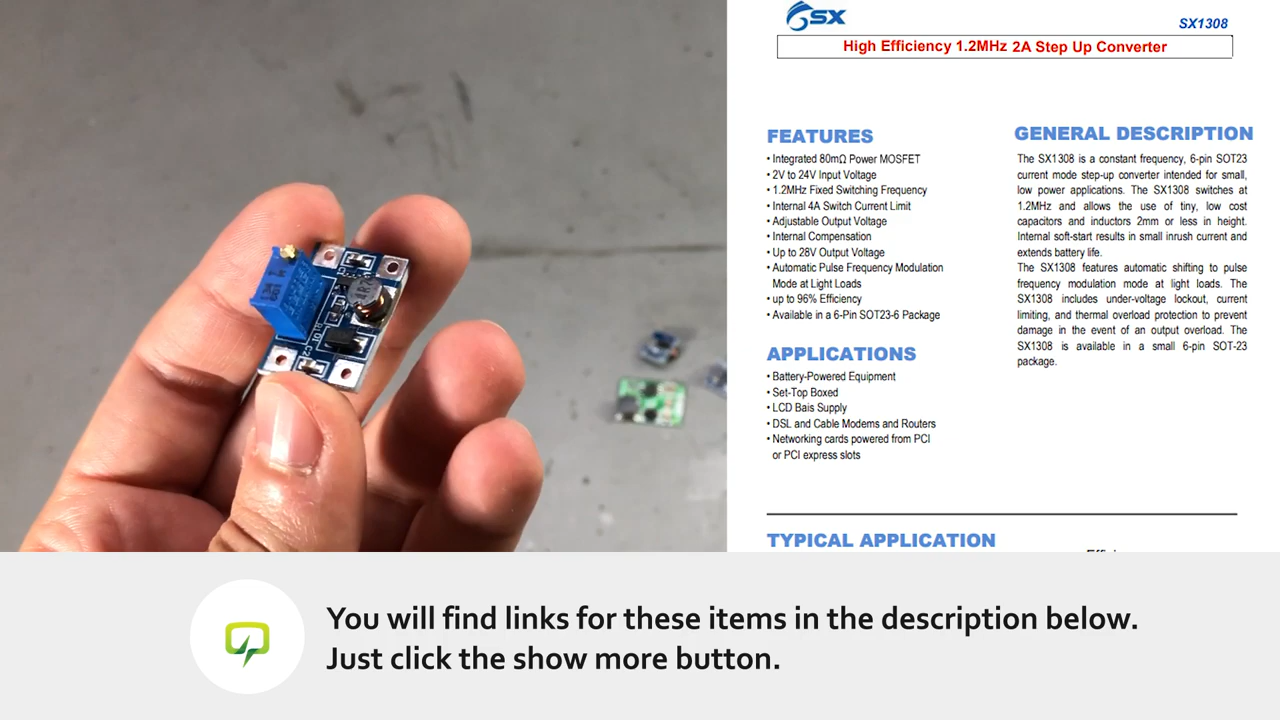 SX
SX1308
High Efficiency 1.2MHz 2A Step Up Converter
FEATURES
• Integrated 80mΩ Power MOSFET
• 2V to 24V Input Voltage
• 1.2MHz Fixed Switching Frequency
• Internal 4A Switch Current Limit
• Adjustable Output Voltage
• Internal Compensation
• Up to 28V Output Voltage
• Automatic Pulse Frequency Modulation
Mode at Light Loads
• up to 96% Efficiency
• Available in a 6-Pin SOT23-6 Package
APPLICATIONS
• Battery-Powered Equipment
• Set-Top Boxed
• LCD Bais Supply
• DSL and Cable Modems and Routers
• Networking cards powered from PCI
or PCI express slots
GENERAL DESCRIPTION
The SX1308 is a constant frequency, 6-pin SOT23
current mode step-up converter intended for small,
low power applications. The SX1308 switches at
1.2MHz and allows the use of tiny, low cost
capacitors and inductors 2mm or less in height.
Internal soft-start results in small inrush current and
extends battery life.
The SX1308 features automatic shifting to pulse
frequency modulation mode at light loads. The
SX1308 includes under-voltage lockout, current
limiting, and thermal overload protection to prevent
damage in the event of an output overload. The
SX1308 is available in a small 6-pin SOT-23
package.
TYPICAL APPLICATION
C2
You will find links for these items in the description below.
Just click the show more button.